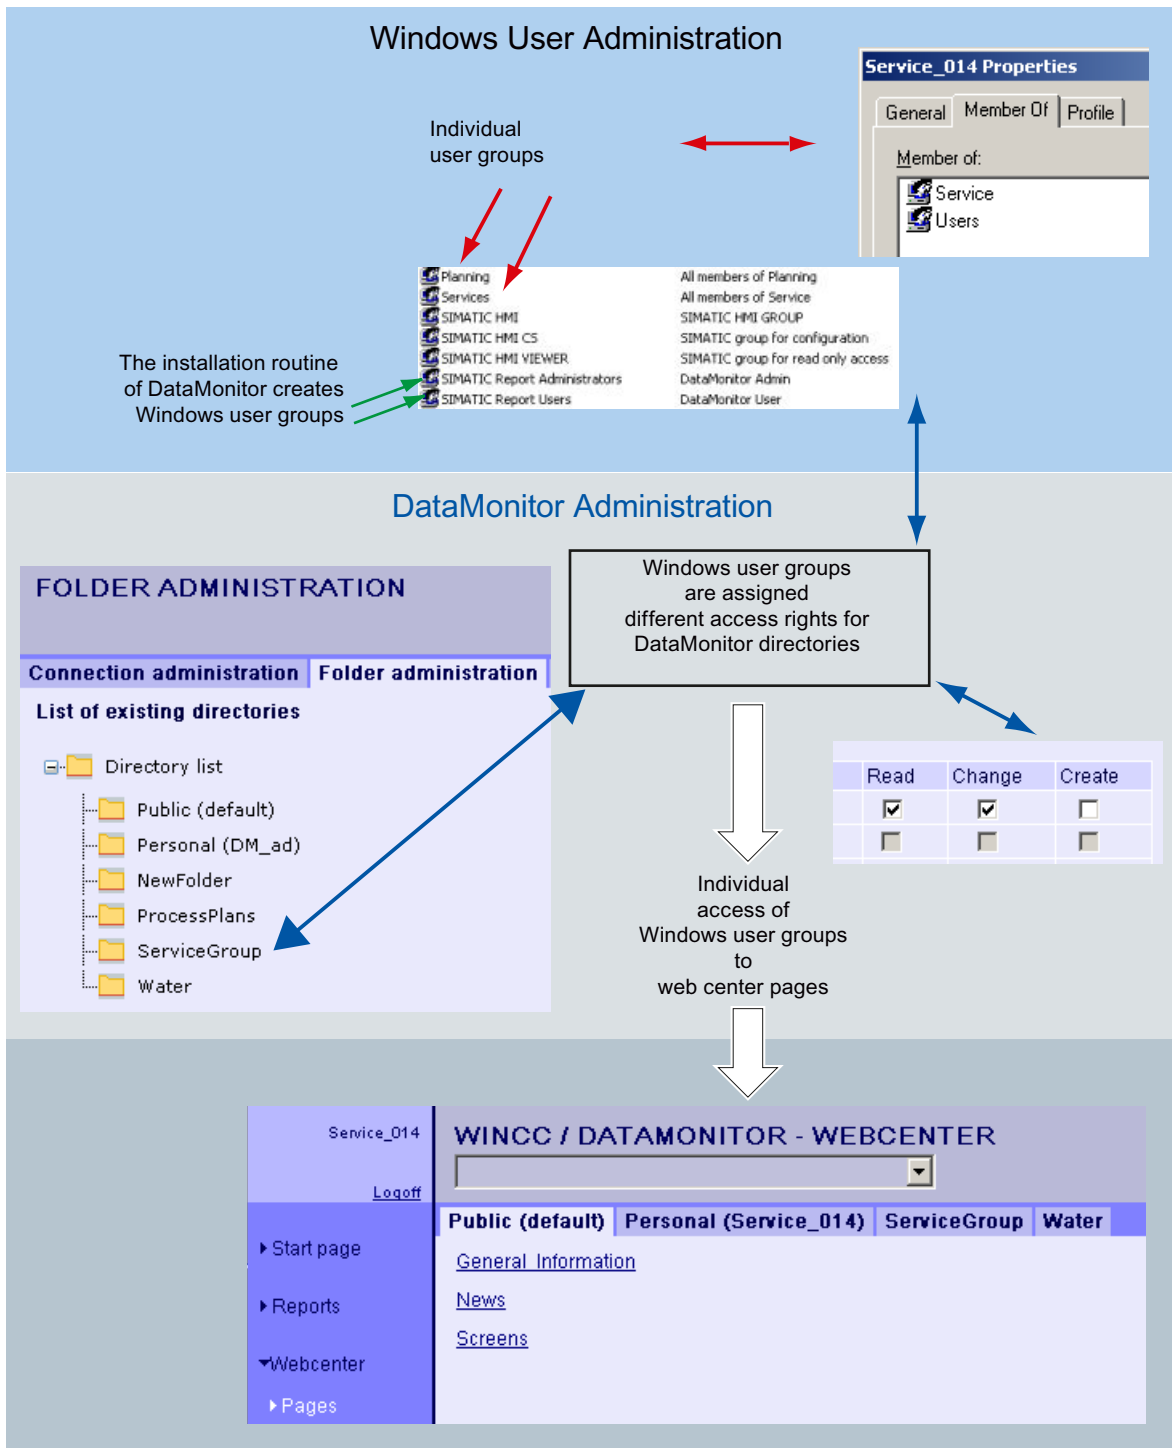 Windows User Administration
Service_014 Properties
General Member Of Profile
Member of:
Service
Users
Individual
user groups
Planning All members of Planning
Services All members of Service
SIMATIC HMI SIMATIC HMI GROUP
SIMATIC HMI CS SIMATIC group for configuration
SIMATIC HMI VIEWER SIMATIC group for read only access
SIMATIC Report Administrators DataMonitor Admin
SIMATIC Report Users DataMonitor User
The installation routine
of DataMonitor creates
Windows user groups
DataMonitor Administration
FOLDER ADMINISTRATION
Connection administration Folder administration
List of existing directories
Directory list
Public (default)
Personal (DM_ad)
NewFolder
ProcessPlans
ServiceGroup
Water
Windows user groups
are assigned
different access rights for
DataMonitor directories
Read Change Create
Individual
access of
Windows user groups
to
web center pages
Service_014
Logoff
WINCC / DATAMONITOR - WEBCENTER
Public (default) Personal (Service_014) ServiceGroup Water
Start page
Reports
Webcenter
Pages
General Information
News
Screens